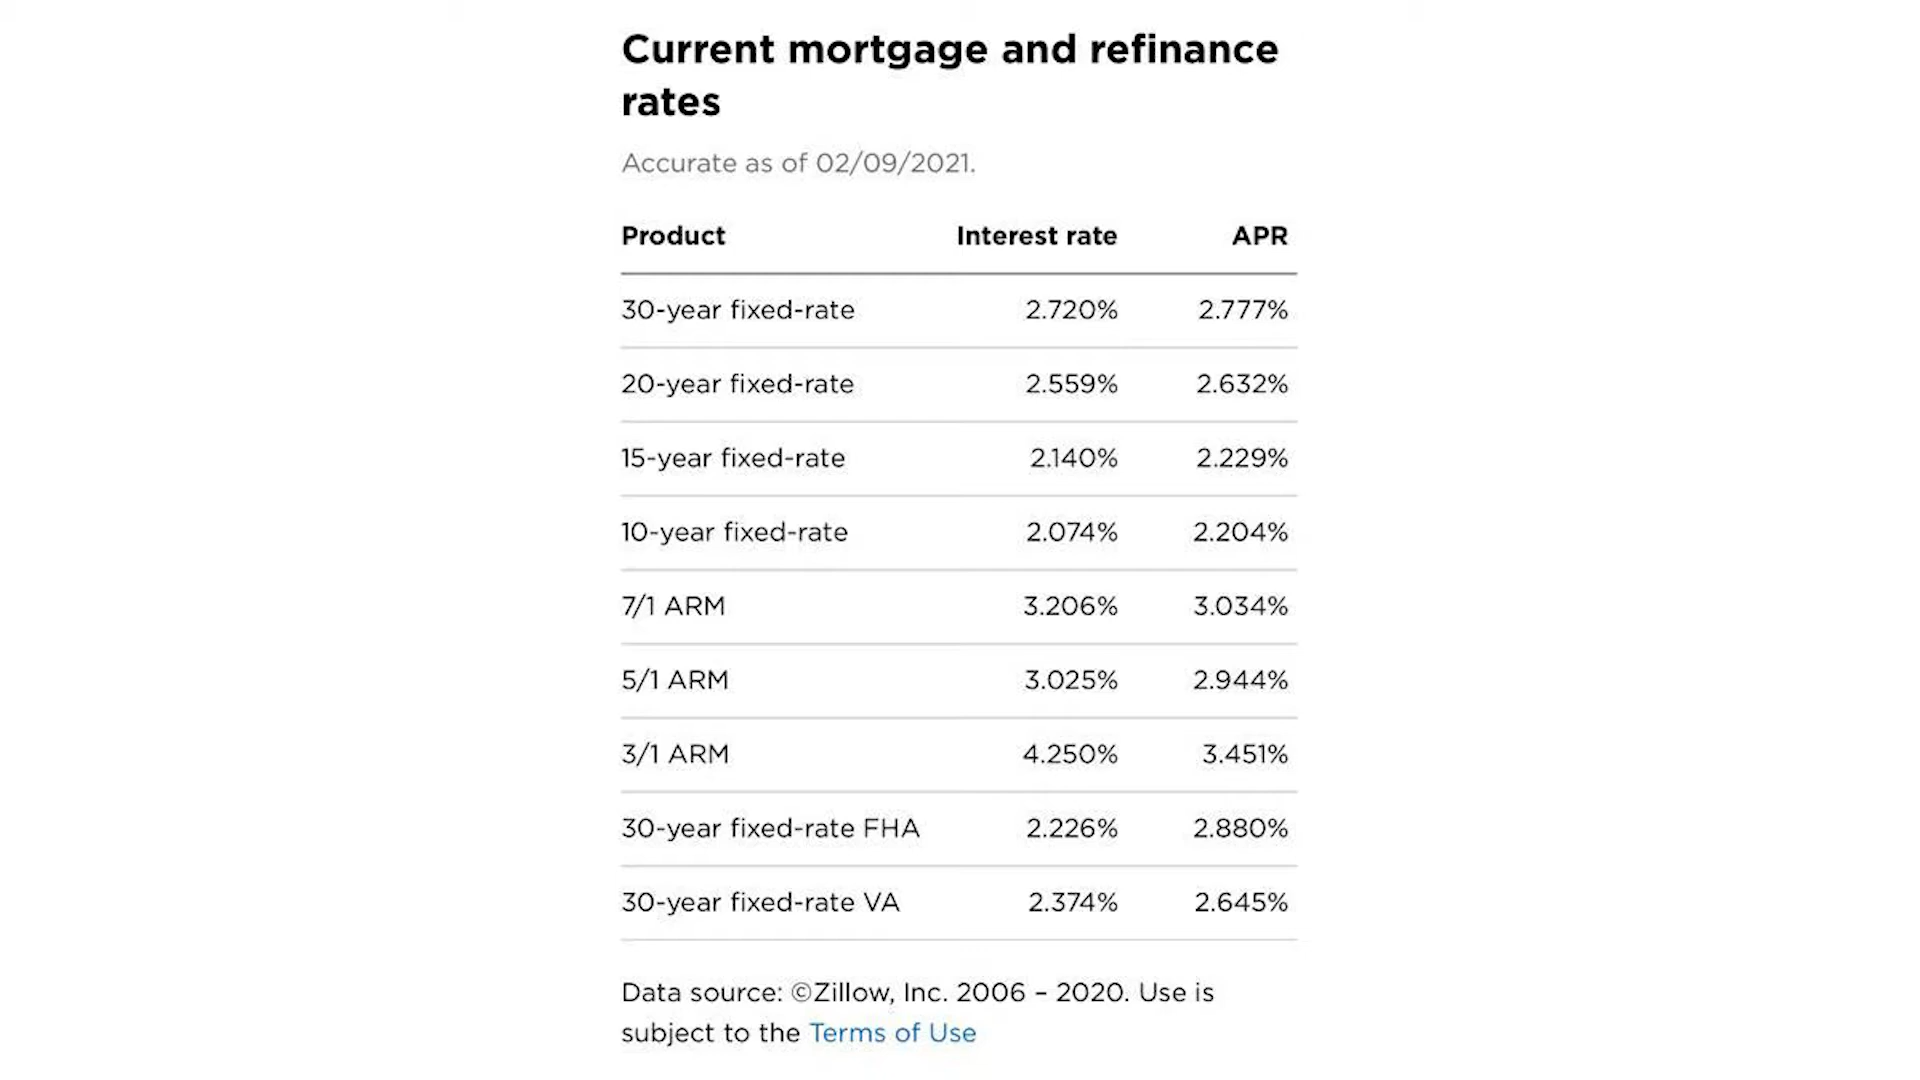 Current mortgage and refinance
rates
Accurate as of 02/09/2021.
Product Interest rate APR
30-year fixed-rate 2.720% 2.777%
20-year fixed-rate 2.559% 2.632%
15-year fixed-rate 2.140% 2.229%
10-year fixed-rate 2.074% 2.204%
7/1 ARM 3.206% 3.034%
5/1 ARM 3.025% 2.944%
3/1 ARM 4.250% 3.451%
30-year fixed-rate FHA 2.226% 2.880%
30-year fixed-rate VA 2.374% 2.645%
Data source: ©Zillow, Inc. 2006 – 2020. Use is
subject to the Terms of Use